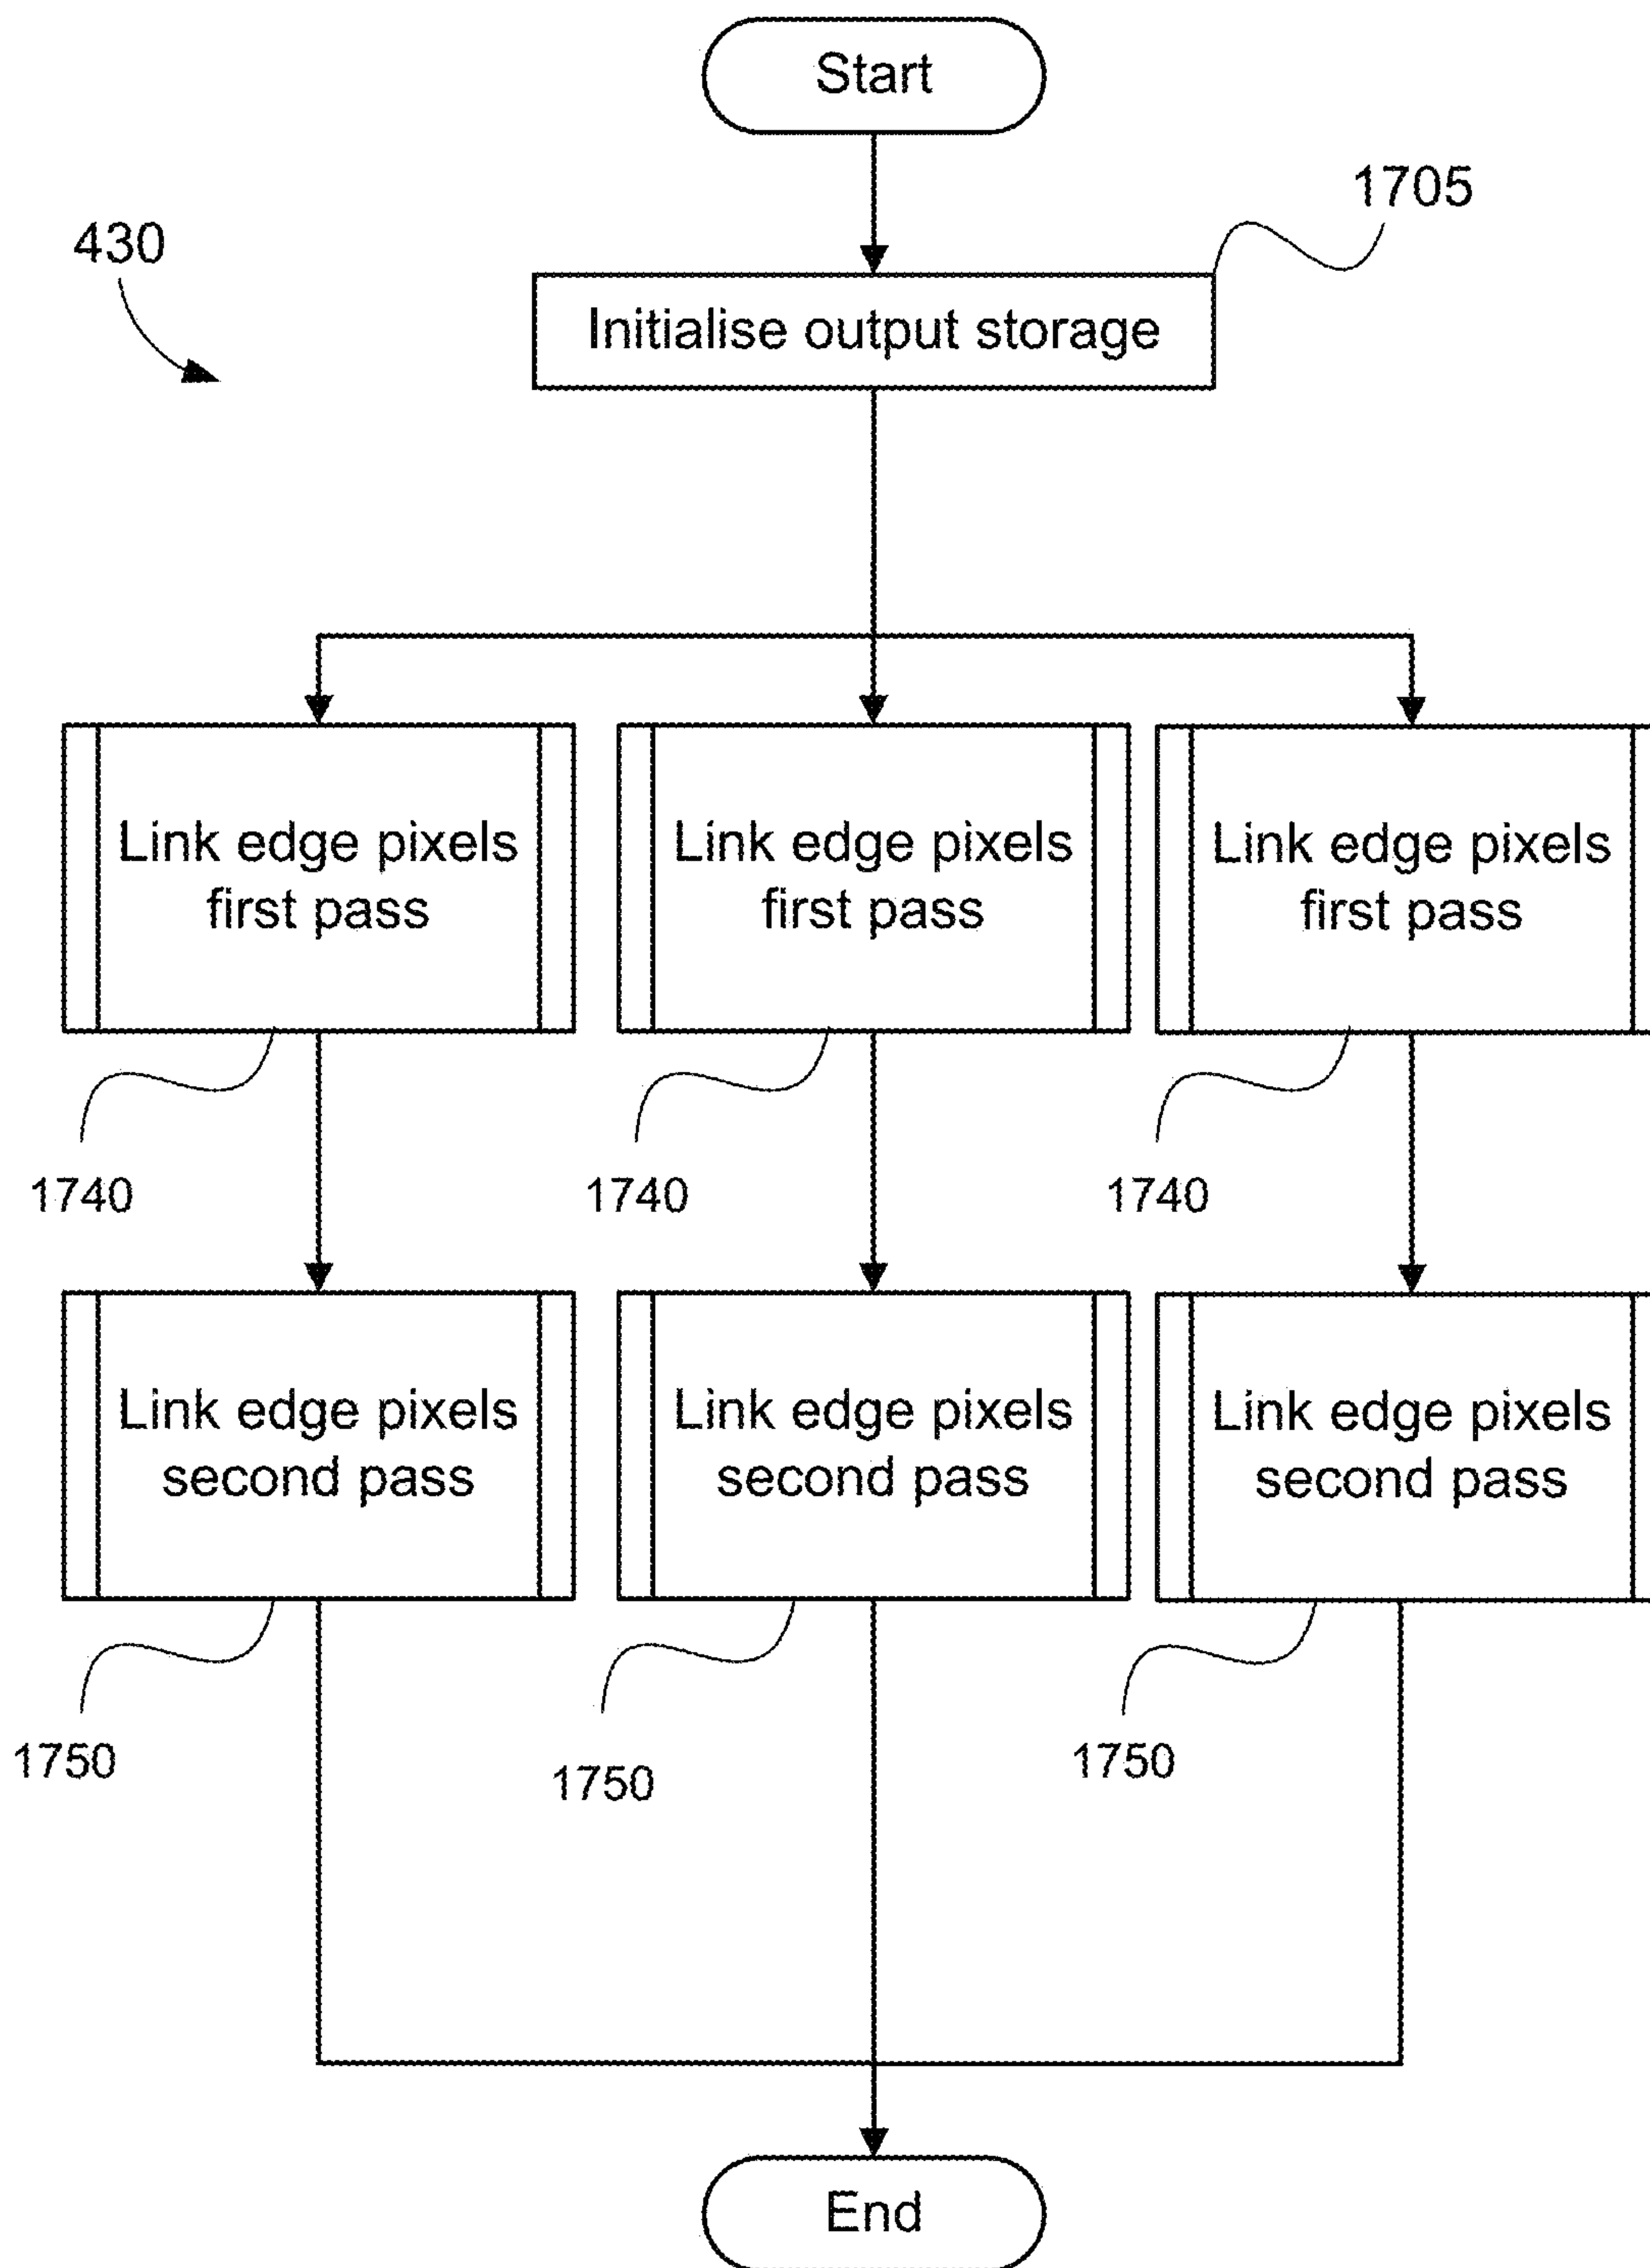 Start
1705
430
Initialise output storage
Link edge pixels
first pass
Link edge pixels
first pass
Link edge pixels
first pass
1740
1740
1740
Link edge pixels
second pass
Link edge pixels
second pass
Link edge pixels
second pass
1750
1750
1750
End